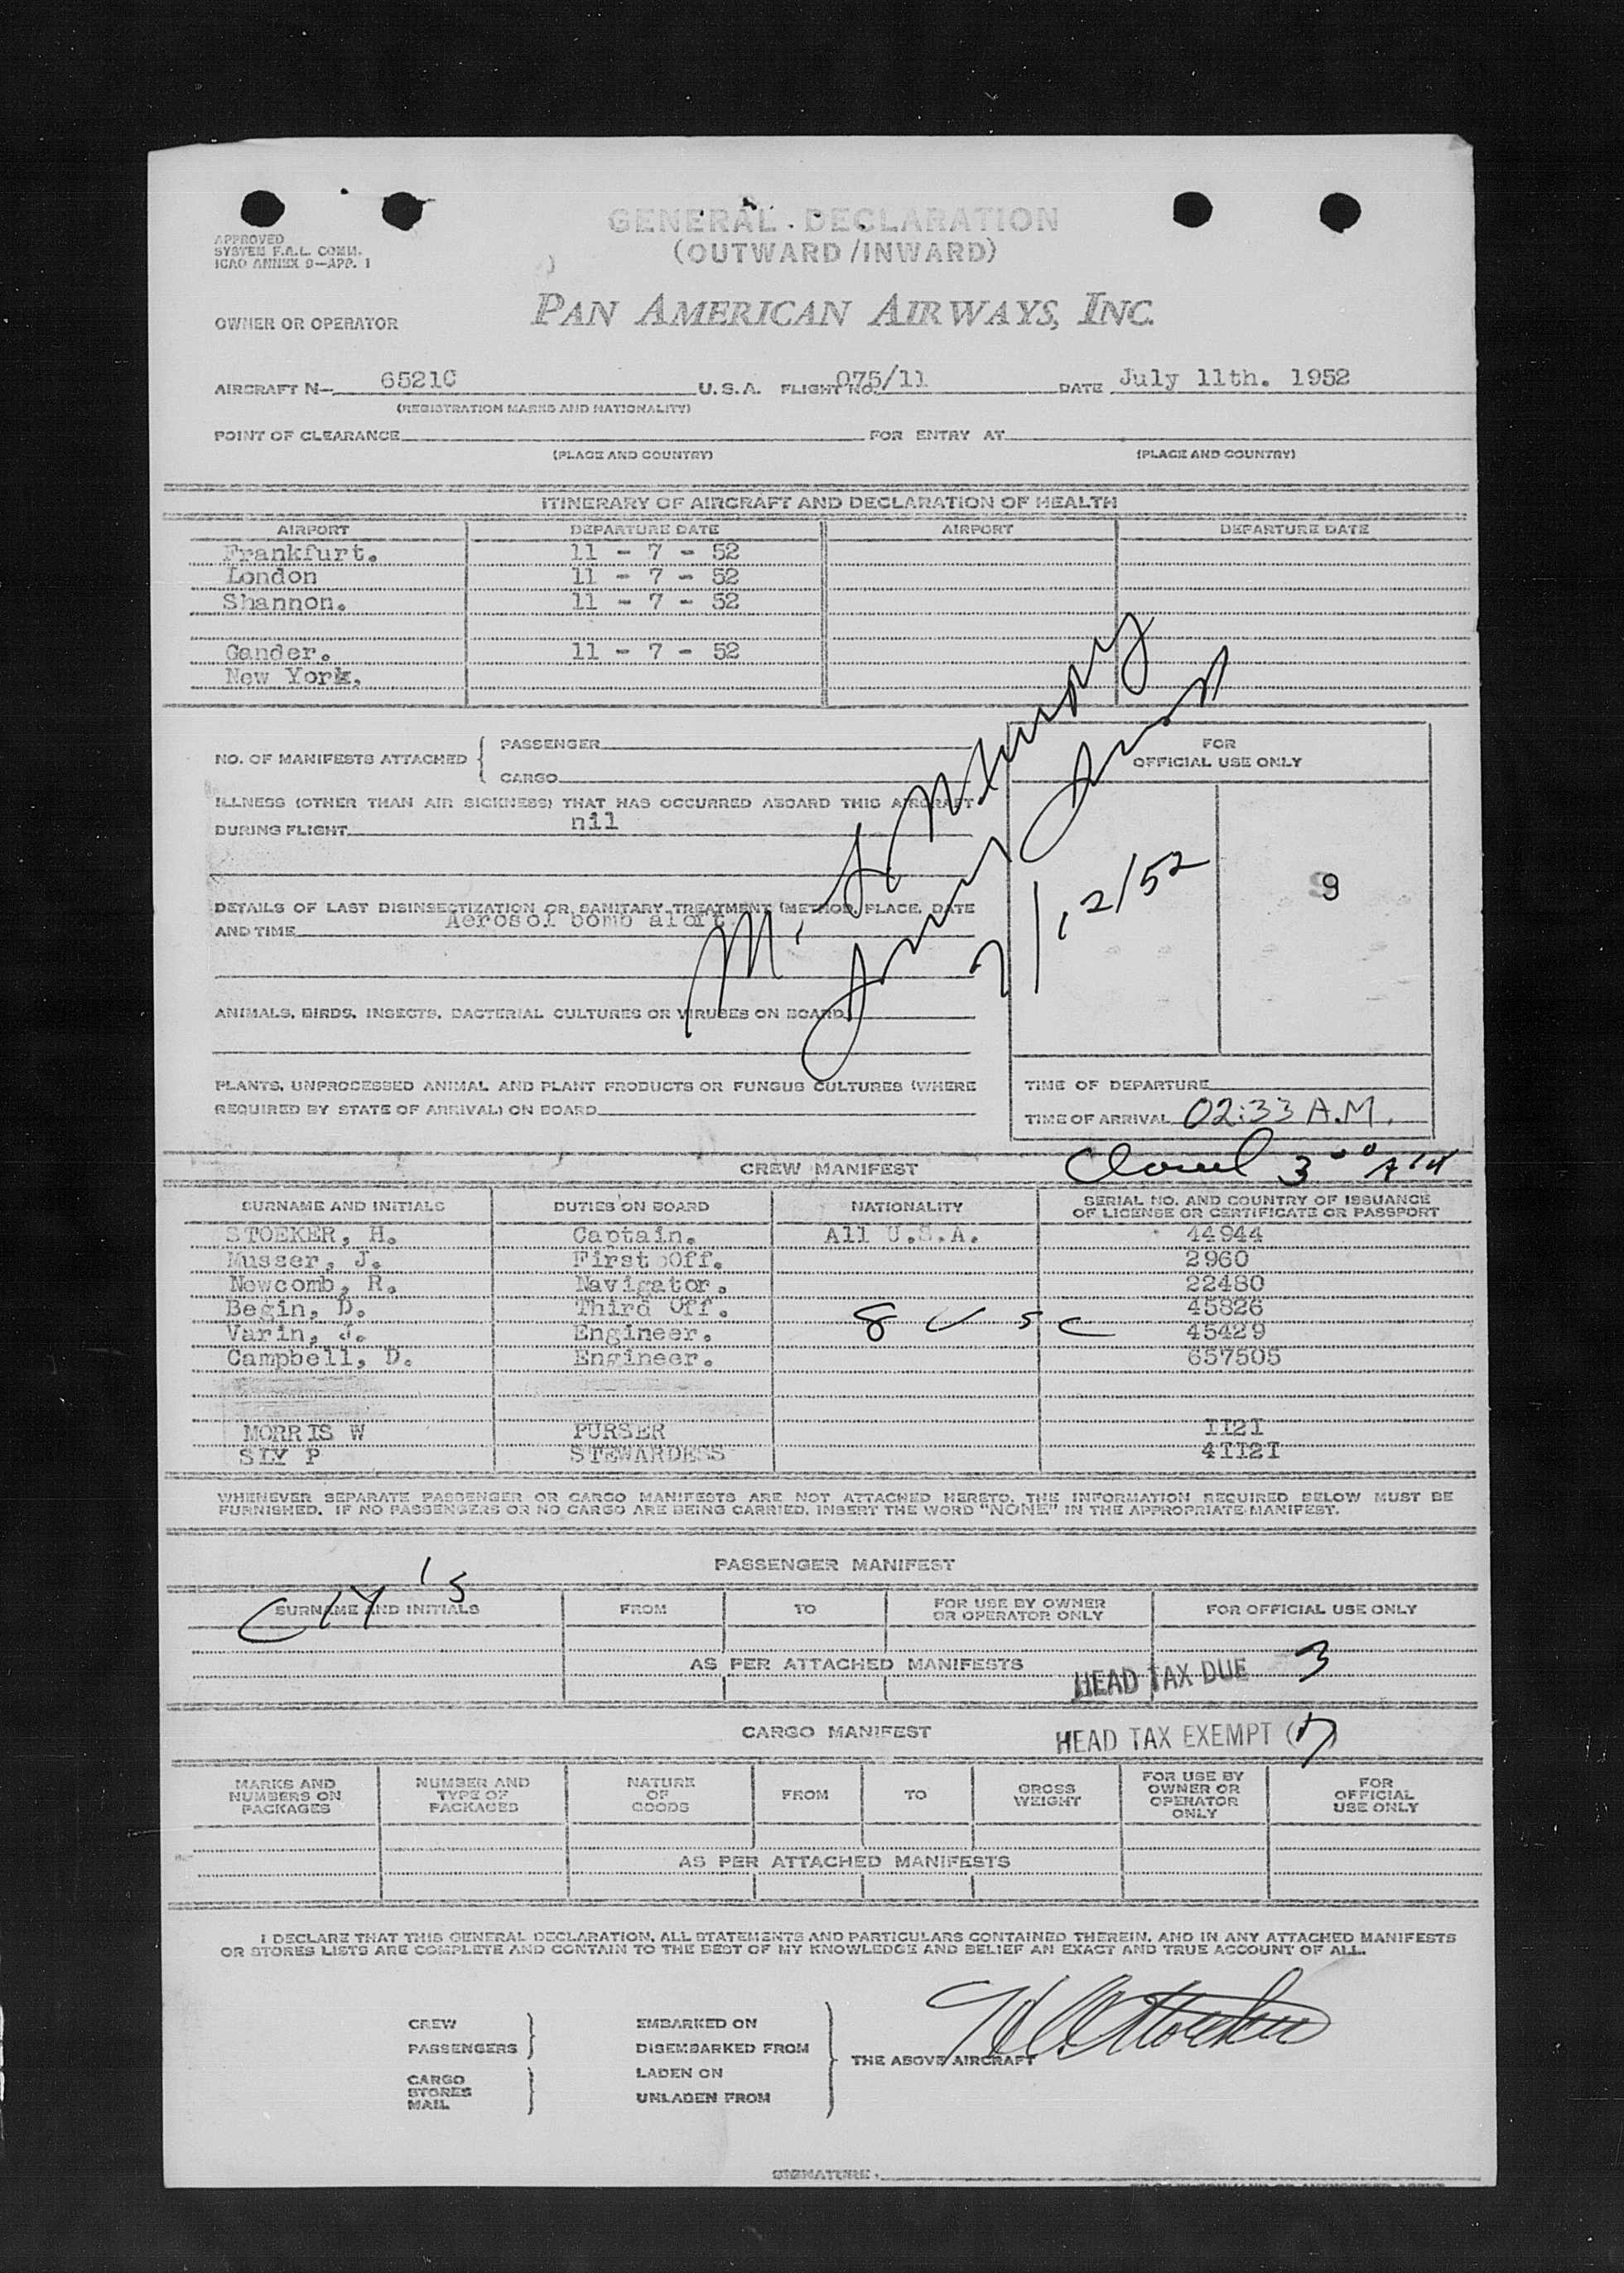 GENERAL DECLARATION
(OUTWARD/INWARD)
APPROVED
SYSTEM F.A.L. COMM.
ICAO ANNEX 9—APP. 1
OWNER OR OPERATOR PAN AMERICAN AIRWAYS, INC.
AIRCRAFT N— 6521C U.S.A. FLIGHT NO. 075/11 DATE July 11th. 1952
(REGISTRATION MARKS AND NATIONALITY)
POINT OF CLEARANCE FOR ENTRY AT
(PLACE AND COUNTRY) (PLACE AND COUNTRY)
ITINERARY OF AIRCRAFT AND DECLARATION OF HEALTH
AIRPORT DEPARTURE DATE AIRPORT DEPARTURE DATE
Frankfurt. 11 - 7 - 52
London 11 - 7 - 52
Shannon. 11 - 7 - 52
Gander. 11 - 7 - 52
New York.
NO. OF MANIFESTS ATTACHED { PASSENGER
CARGO
FOR
OFFICIAL USE ONLY
ILLNESS (OTHER THAN AIR SICKNESS) THAT HAS OCCURRED ABOARD THIS AIRCRAFT
DURING FLIGHT nil
7/12/52
9
DETAILS OF LAST DISINSECTIZATION OR SANITARY TREATMENT (METHOD, PLACE, DATE
AND TIME Aerosol bomb aloft
ANIMALS, BIRDS, INSECTS, BACTERIAL CULTURES OR VIRUSES ON BOARD
PLANTS, UNPROCESSED ANIMAL AND PLANT PRODUCTS OR FUNGUS CULTURES (WHERE
REQUIRED BY STATE OF ARRIVAL) ON BOARD
TIME OF DEPARTURE
TIME OF ARRIVAL 02:33 A.M.
CREW MANIFEST 3 00 AM
SURNAME AND INITIALS DUTIES ON BOARD NATIONALITY SERIAL NO. AND COUNTRY OF ISSUANCE
OF LICENSE OR CERTIFICATE OR PASSPORT
STOEKER, H. Captain. All U.S.A. 44944
Musser, J. First Off. 2960
Newcomb, R. Navigator. 22480
Begin, D. Third Off. 45826
Varin, J. Engineer. 8 U S C 45429
Campbell, D. Engineer. 657505
MORRIS W PURSER II2I
SLY P STEWARDESS 4II2I
WHENEVER SEPARATE PASSENGER OR CARGO MANIFESTS ARE NOT ATTACHED HERETO, THE INFORMATION REQUIRED BELOW MUST BE
FURNISHED. IF NO PASSENGERS OR NO CARGO ARE BEING CARRIED, INSERT THE WORD "NONE" IN THE APPROPRIATE MANIFEST.
PASSENGER MANIFEST
SURNAME AND INITIALS FROM TO FOR USE BY OWNER
OR OPERATOR ONLY FOR OFFICIAL USE ONLY
AS PER ATTACHED MANIFESTS
HEAD TAX DUE 3
CARGO MANIFEST
HEAD TAX EXEMPT
MARKS AND
NUMBERS ON
PACKAGES
NUMBER AND
TYPE OF
PACKAGES
NATURE
OF
GOODS
FROM
TO
GROSS
WEIGHT
FOR USE BY
OWNER OR
OPERATOR
ONLY
FOR
OFFICIAL
USE ONLY
AS PER ATTACHED MANIFESTS
I DECLARE THAT THIS GENERAL DECLARATION, ALL STATEMENTS AND PARTICULARS CONTAINED THEREIN, AND IN ANY ATTACHED MANIFESTS
OR STORES LISTS ARE COMPLETE AND CONTAIN TO THE BEST OF MY KNOWLEDGE AND BELIEF AN EXACT AND TRUE ACCOUNT OF ALL.
CREW
PASSENGERS
CARGO
STORES
MAIL
EMBARKED ON
DISEMBARKED FROM
LADEN ON
UNLADEN FROM
THE ABOVE AIRCRAFT
SIGNATURE